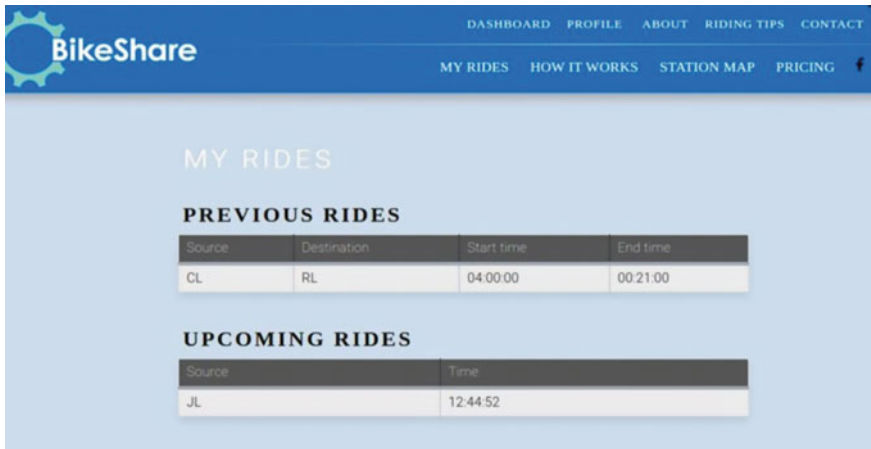 DASHBOARD PROFILE ABOUT RIDING TIPS CONTACT
BikeShare
MY RIDES HOW IT WORKS STATION MAP PRICING f
MY RIDES
PREVIOUS RIDES
Source Destination Start time End time
CL RL 04:00:00 00:21:00
UPCOMING RIDES
Source Time
JL 12:44:52